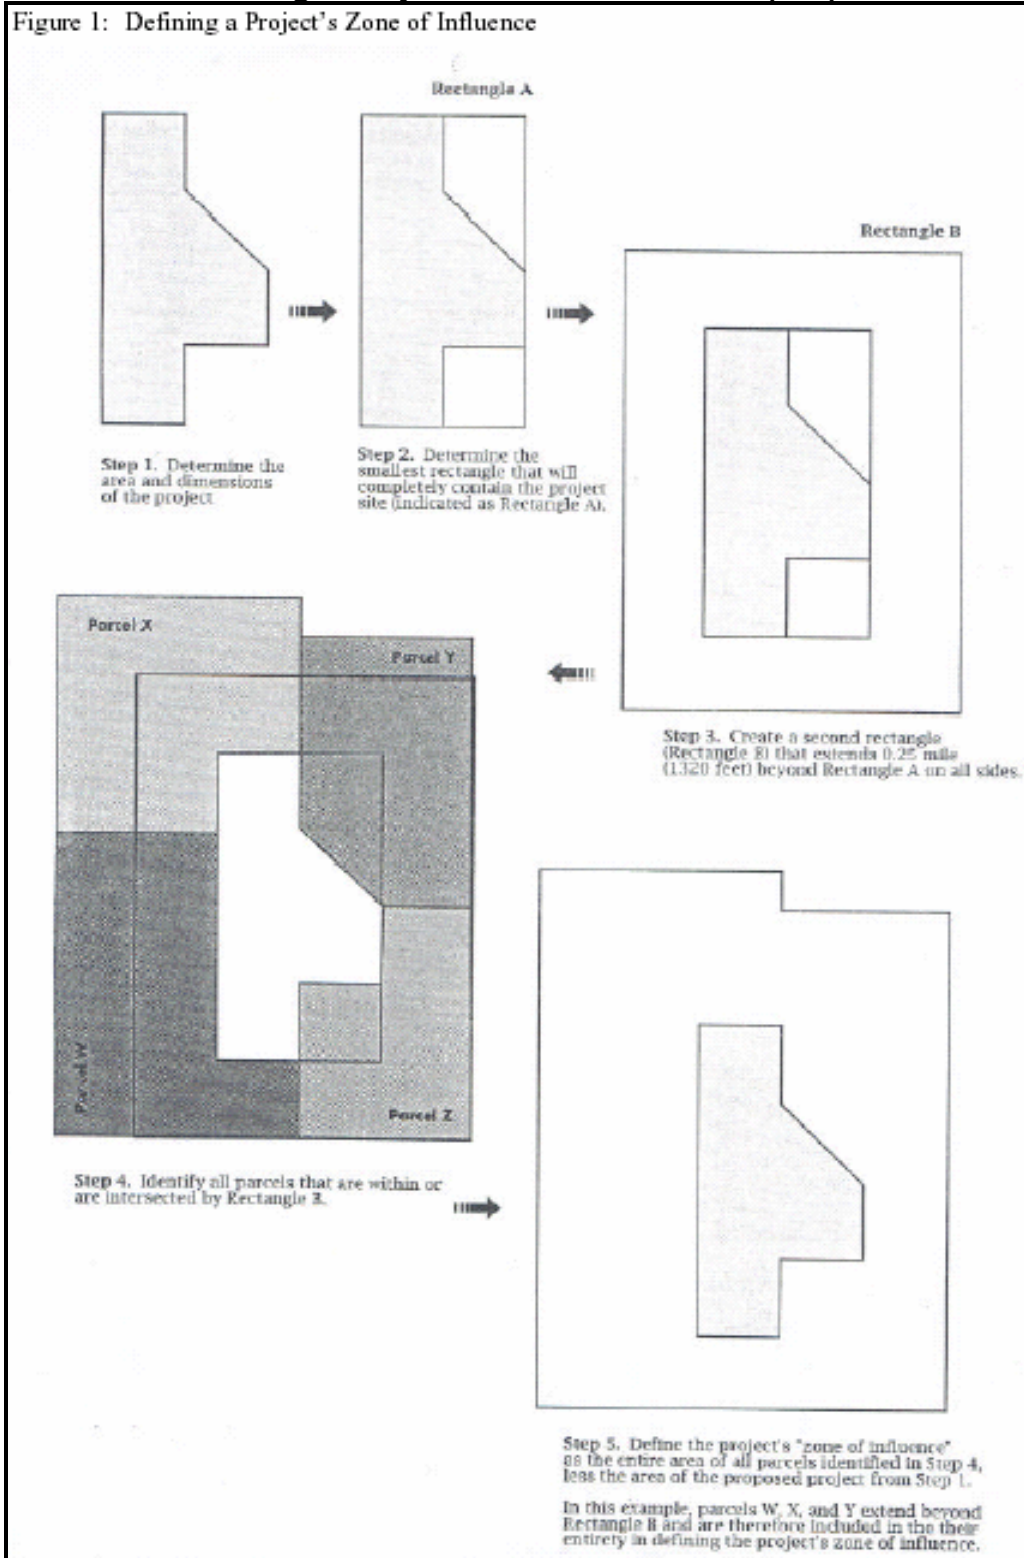 Figure 1: Defining a Project's Zone of Influence
Rectangle A
Rectangle B
Step 1. Determine the
area and dimensions
of the project
Step 2. Determine the
smallest rectangle that will
completely contain the project
site (indicated as Rectangle A).
Step 3. Create a second rectangle
(Rectangle B) that extends 0.25 mile
(1320 feet) beyond Rectangle A on all sides.
Parcel X
Parcel Y
Parcel W
Parcel Z
Step 4. Identify all parcels that are within or
are intersected by Rectangle B.
Step 5. Define the project's "zone of influence"
as the entire area of all parcels identified in Step 4,
less the area of the proposed project from Step 1.
In this example, parcels W, X, and Y extend beyond
Rectangle B and are therefore included in the their
entirety in defining the project's zone of influence.